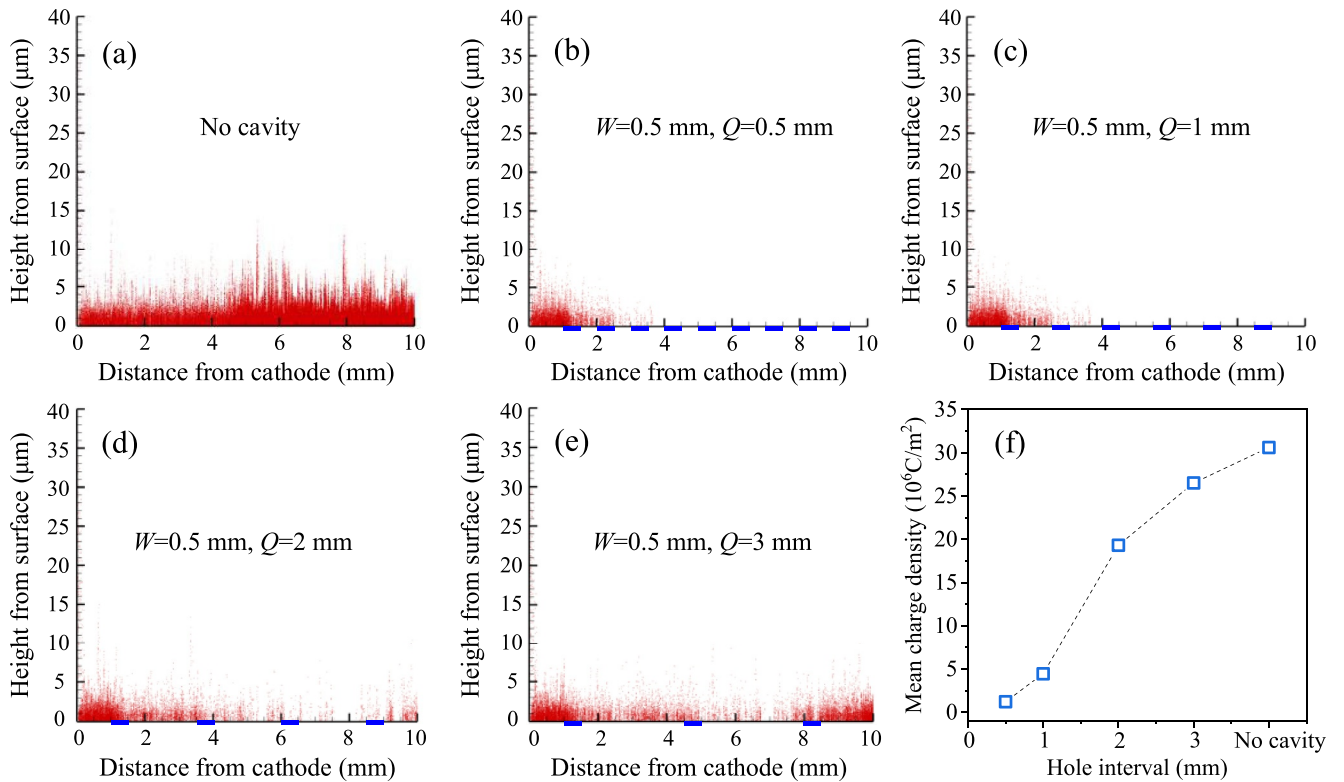 (a)
No cavity
Height from surface (μm)
40
35
30
25
20
15
10
5
0
0 2 4 6 8 10
Distance from cathode (mm)
(b)
W=0.5 mm, Q=0.5 mm
Height from surface (μm)
40
35
30
25
20
15
10
5
0
0 2 4 6 8 10
Distance from cathode (mm)
(c)
W=0.5 mm, Q=1 mm
Height from surface (μm)
40
35
30
25
20
15
10
5
0
0 2 4 6 8 10
Distance from cathode (mm)
(d)
W=0.5 mm, Q=2 mm
Height from surface (μm)
40
35
30
25
20
15
10
5
0
0 2 4 6 8 10
Distance from cathode (mm)
(e)
W=0.5 mm, Q=3 mm
Height from surface (μm)
40
35
30
25
20
15
10
5
0
0 2 4 6 8 10
Distance from cathode (mm)
(f)
Mean charge density (10⁶C/m²)
35
30
25
20
15
10
5
0
1 2 3 No cavity
Hole interval (mm)